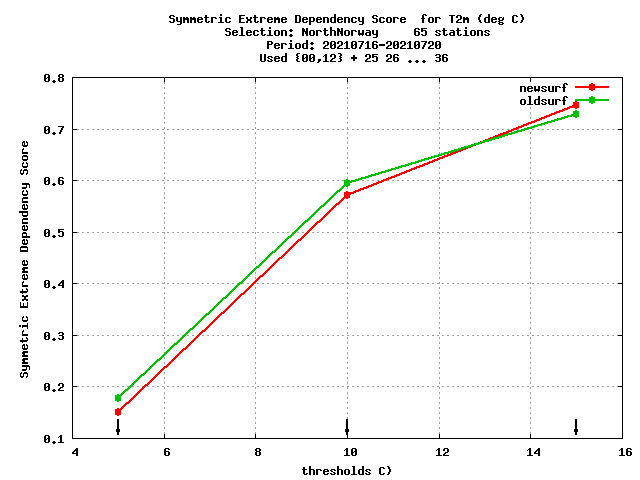 Symmetric Extreme Dependency Score  for T2m (deg C)
Selection: NorthNorway     65 stations
Period: 20210716-20210720
Used {00,12} + 25 26 ... 36
newsurf
oldsurf
Symmetric Extreme Dependency Score
0.8
0.7
0.6
0.5
0.4
0.3
0.2
0.1
4 6 8 10 12 14 16
thresholds C)